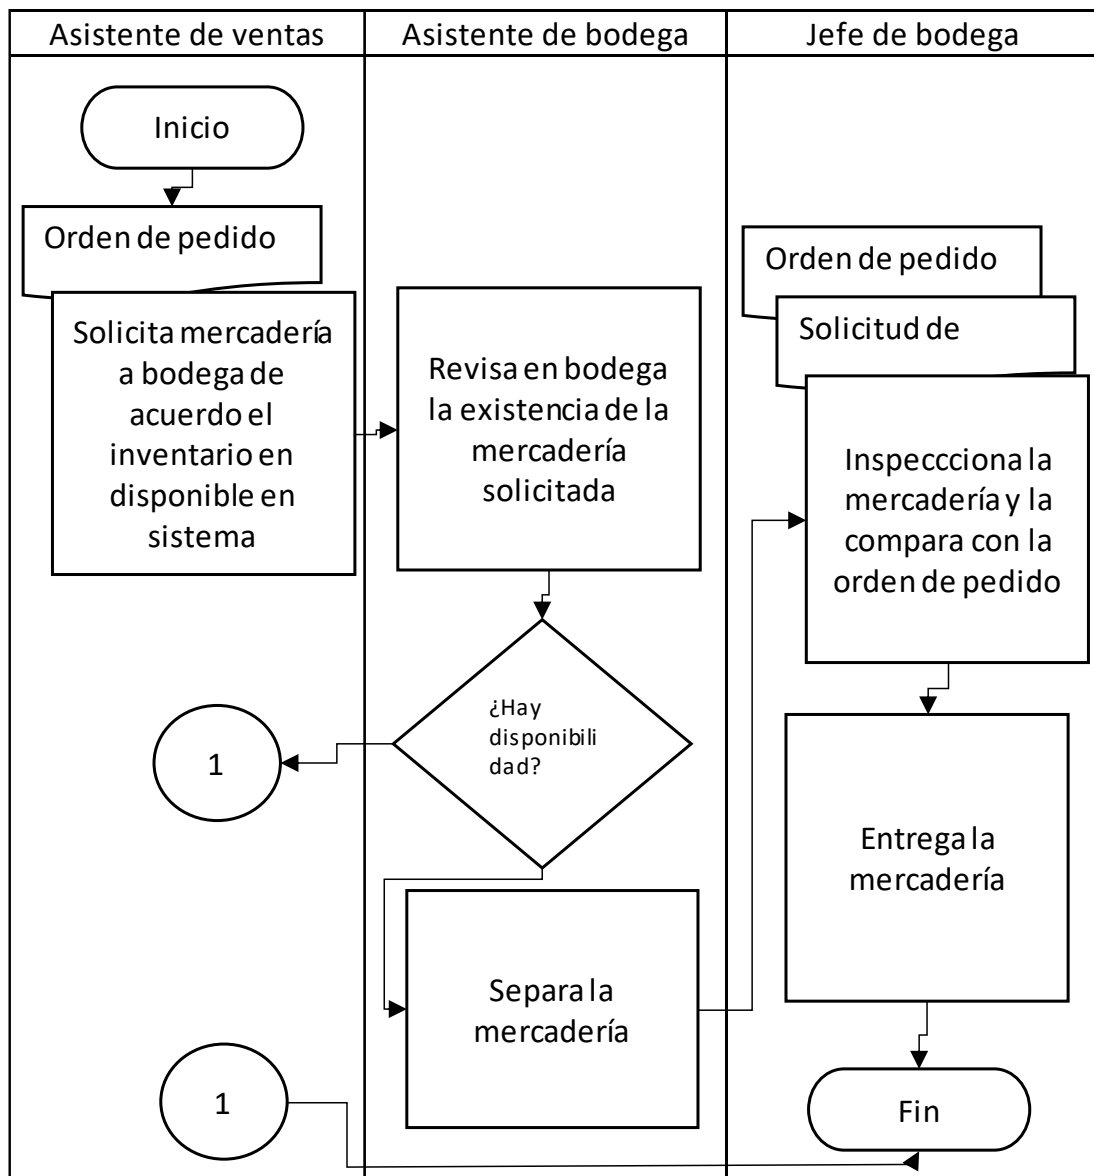 Asistente de ventas
Asistente de bodega
Jefe de bodega
Inicio
Orden de pedido
Solicita mercadería
a bodega de
acuerdo el
inventario en
disponible en
sistema
Revisa en bodega
la existencia de la
mercadería
solicitada
¿Hay
disponibili
dad?
1
Separa la
mercadería
Orden de pedido
Solicitud de
Inspeccciona la
mercadería y la
compara con la
orden de pedido
Entrega la
mercadería
1
Fin